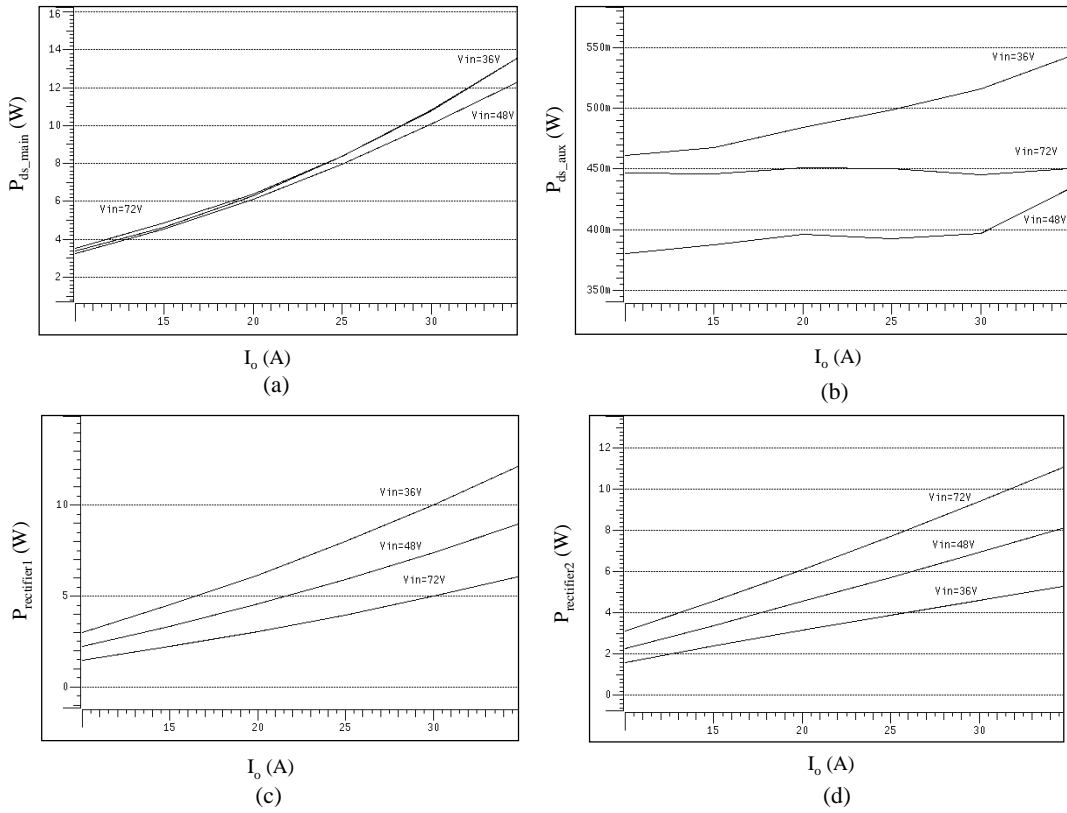 16
14
12
10
8
6
4
2
Vin=36V
Vin=48V
Vin=72V
15
20
25
30
P_ds_main (W)
I_o (A)
(a)
550m
500m
450m
400m
350m
Vin=36V
Vin=72V
Vin=48V
15
20
25
30
P_ds_aux (W)
I_o (A)
(b)
10
5
0
Vin=36V
Vin=48V
Vin=72V
15
20
25
30
P_rectifier1 (W)
I_o (A)
(c)
12
10
8
6
4
2
0
Vin=72V
Vin=48V
Vin=36V
15
20
25
30
P_rectifier2 (W)
I_o (A)
(d)